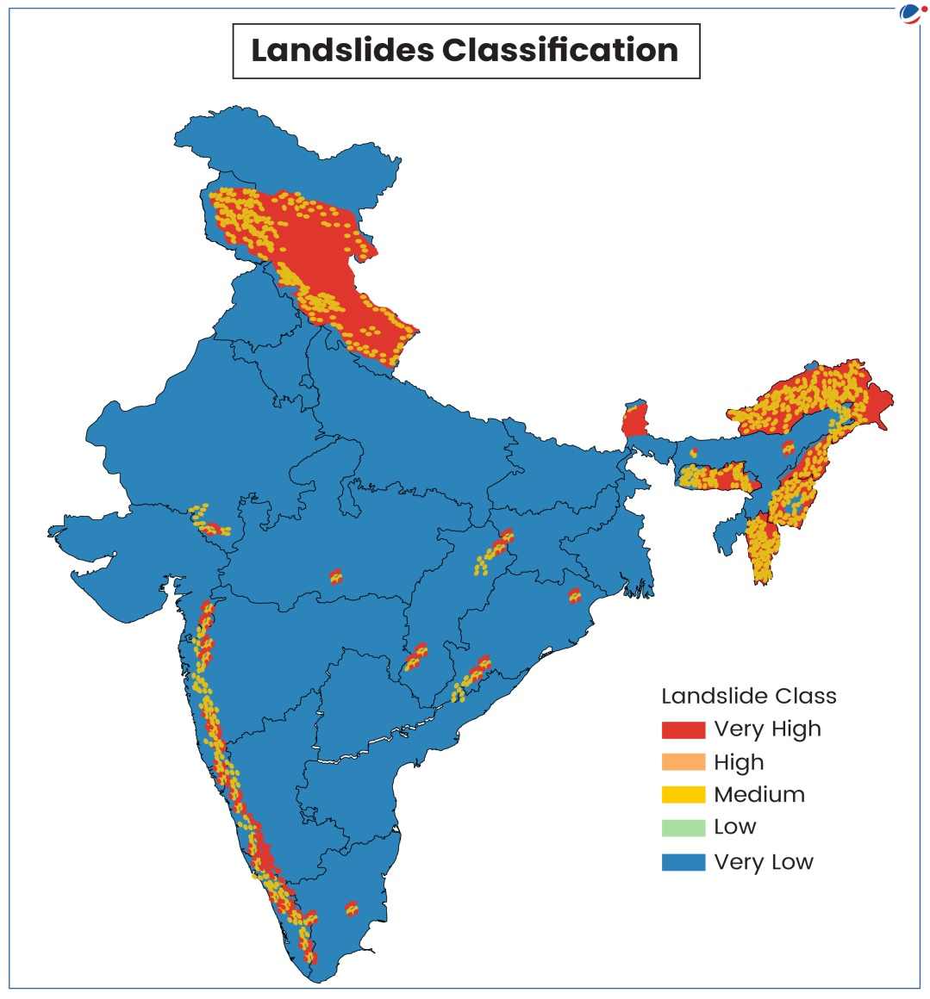 Landslides Classification
Landslide Class
Very High
High
Medium
Low
Very Low